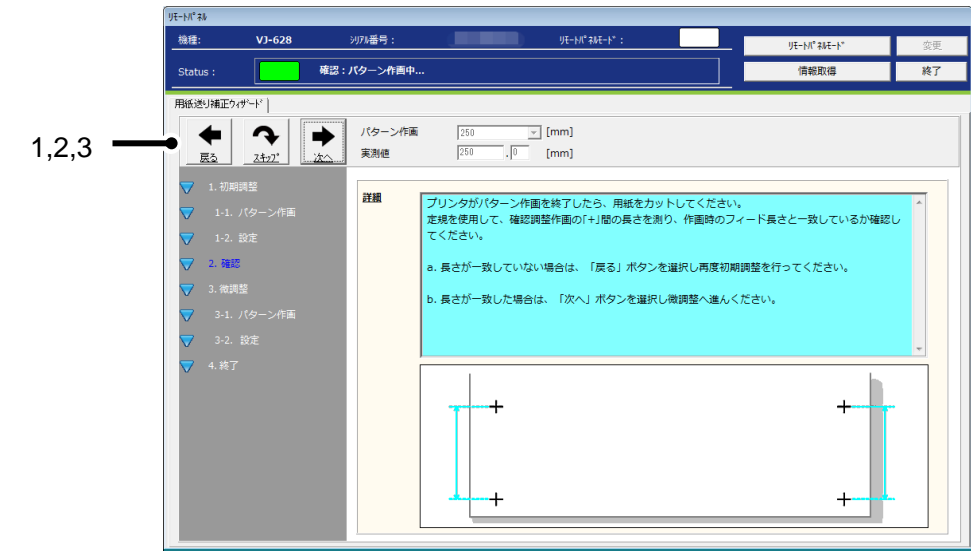 ﾘﾓｰﾄﾊﾟﾈﾙ
機種: VJ-628 ｼﾘｱﾙ番号： ﾘﾓｰﾄﾊﾟﾈﾙﾓｰﾄﾞ： ﾘﾓｰﾄﾊﾟﾈﾙﾓｰﾄﾞ 変更
Status： 確認：パターン作画中... 情報取得 終了
用紙送り補正ｳｨｻﾞｰﾄﾞ
1,2,3
戻る ｽｷｯﾌﾟ 次へ
パターン作画 250 [mm]
実測値 250 .0 [mm]
1. 初期調整
1-1. パターン作画
1-2. 設定
2. 確認
3. 微調整
3-1. パターン作画
3-2. 設定
4. 終了
詳細
プリンタがパターン作画を終了したら、用紙をカットしてください。
定規を使用して、確認調整作画の「+」間の長さを測り、作画時のフィード長さと一致しているか確認し
てください。
a. 長さが一致していない場合は、「戻る」ボタンを選択し再度初期調整を行ってください。
b. 長さが一致した場合は、「次へ」ボタンを選択し微調整へ進んください。